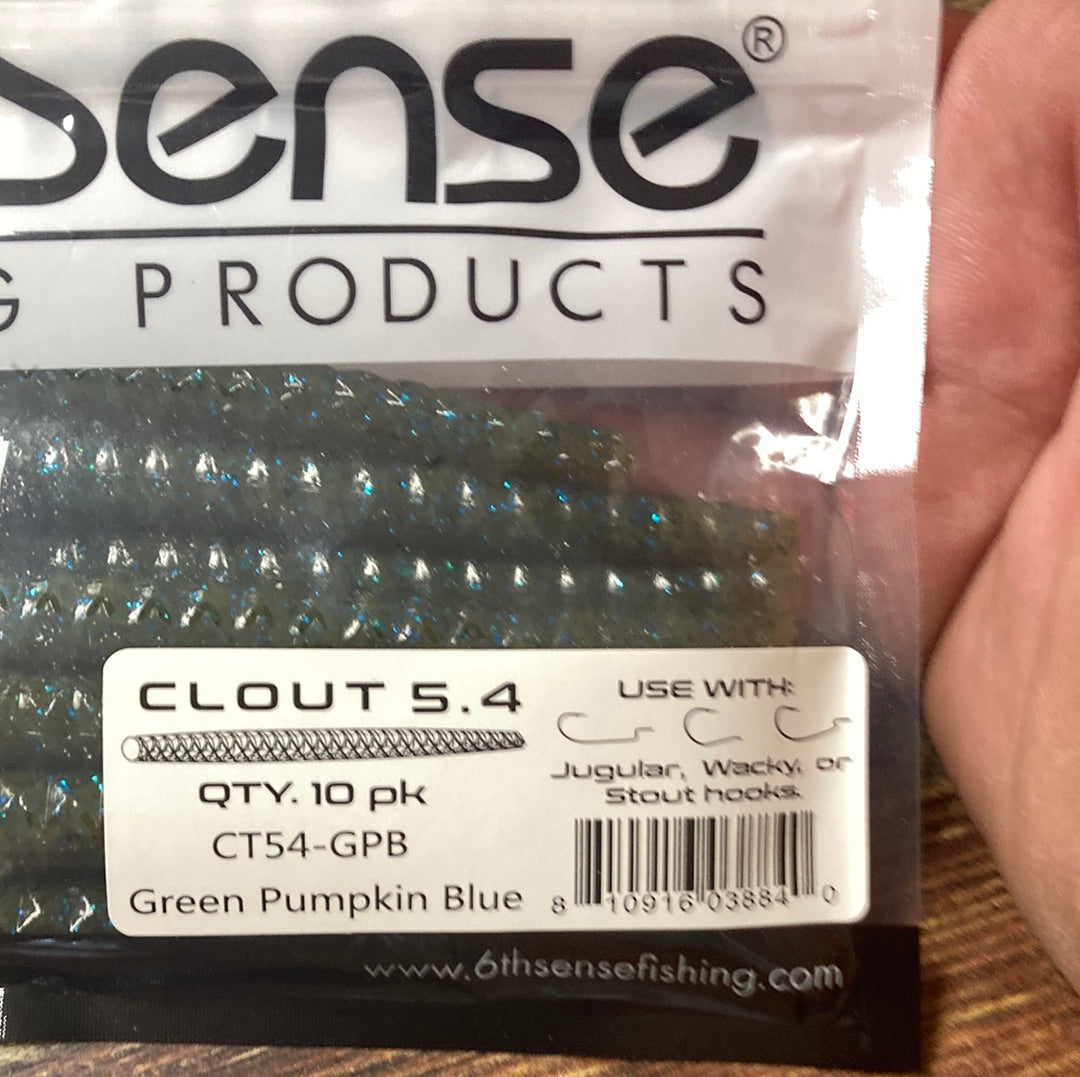 Sense®
G PRODUCTS
CLOUT 5.4
QTY. 10 pk
CT54-GPB
Green Pumpkin Blue
USE WITH:
Jugular, Wacky, or
Stout hooks.
8 10916 03884 0
www.6thsensefishing.com